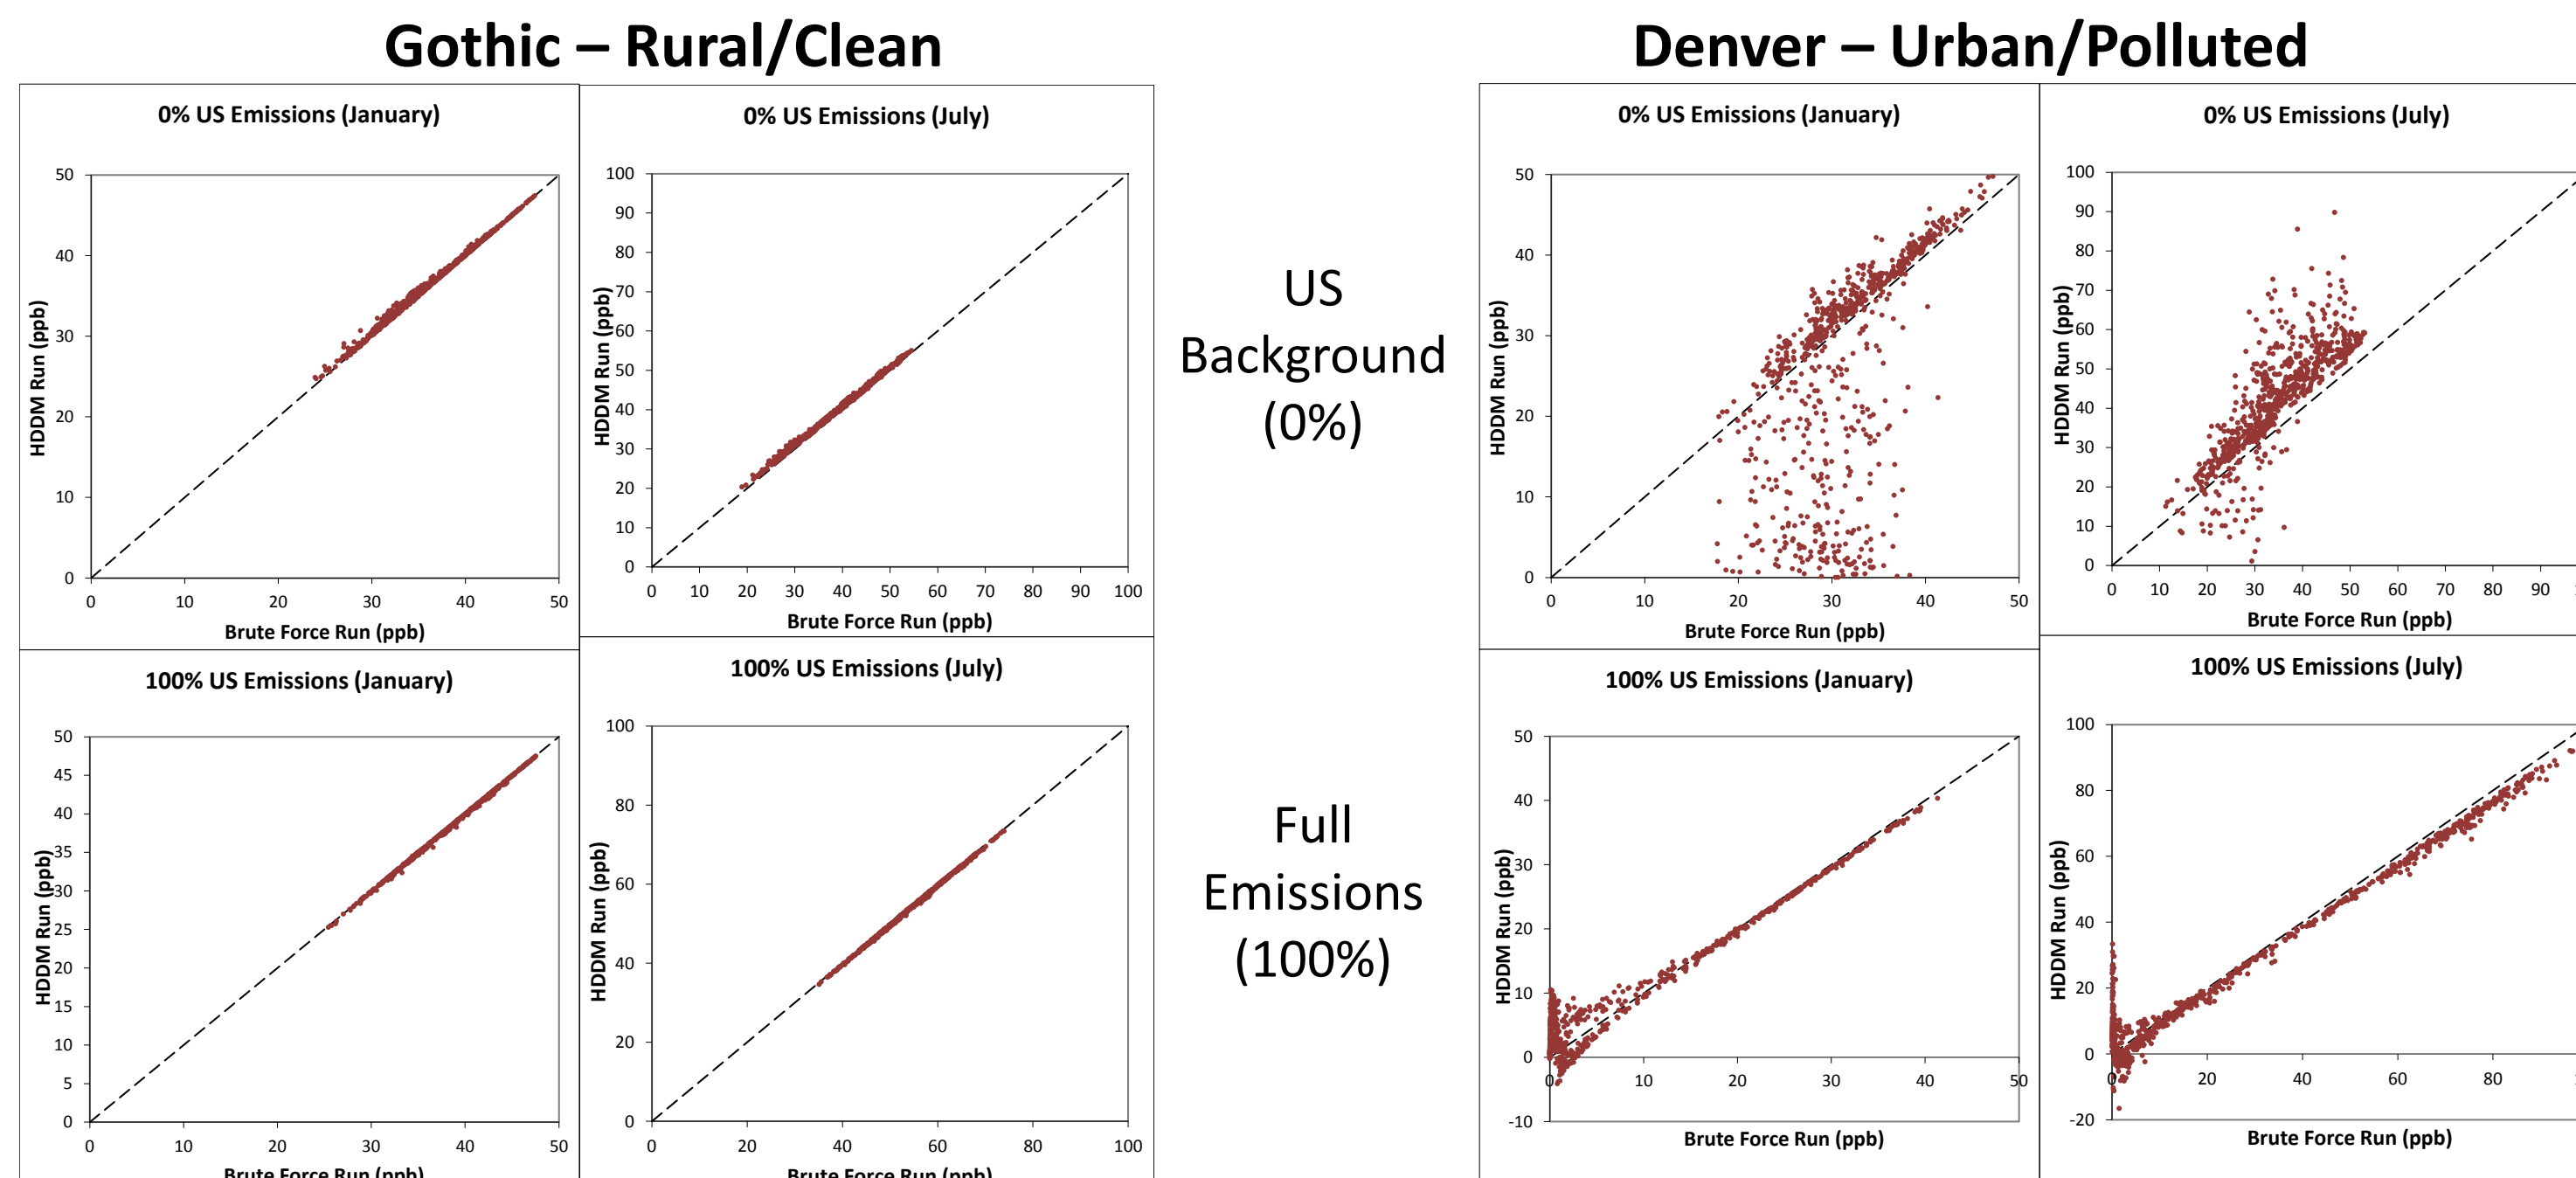 Gothic – Rural/Clean
Denver – Urban/Polluted
0% US Emissions (January)
HDDM Run (ppb)
50
40
30
20
10
0
0 10 20 30 40 50
Brute Force Run (ppb)
0% US Emissions (July)
HDDM Run (ppb)
100
90
80
70
60
50
40
30
20
10
0
0 10 20 30 40 50 60 70 80 90 100
Brute Force Run (ppb)
US
Background
(0%)
0% US Emissions (January)
HDDM Run (ppb)
50
40
30
20
10
0
0 10 20 30 40 50
Brute Force Run (ppb)
0% US Emissions (July)
HDDM Run (ppb)
100
90
80
70
60
50
40
30
20
10
0
0 10 20 30 40 50 60 70 80 90
Brute Force Run (ppb)
100% US Emissions (January)
HDDM Run (ppb)
50
45
40
35
30
25
20
15
10
5
0
0 10 20 30 40 50
Brute Force Run (ppb)
100% US Emissions (July)
HDDM Run (ppb)
100
80
60
40
20
0
0 20 40 60 80 100
Brute Force Run (ppb)
Full
Emissions
(100%)
100% US Emissions (January)
HDDM Run (ppb)
50
40
30
20
10
0
-10
0 10 20 30 40 50
Brute Force Run (ppb)
100% US Emissions (July)
HDDM Run (ppb)
100
80
60
40
20
0
-20
0 20 40 60 80
Brute Force Run (ppb)